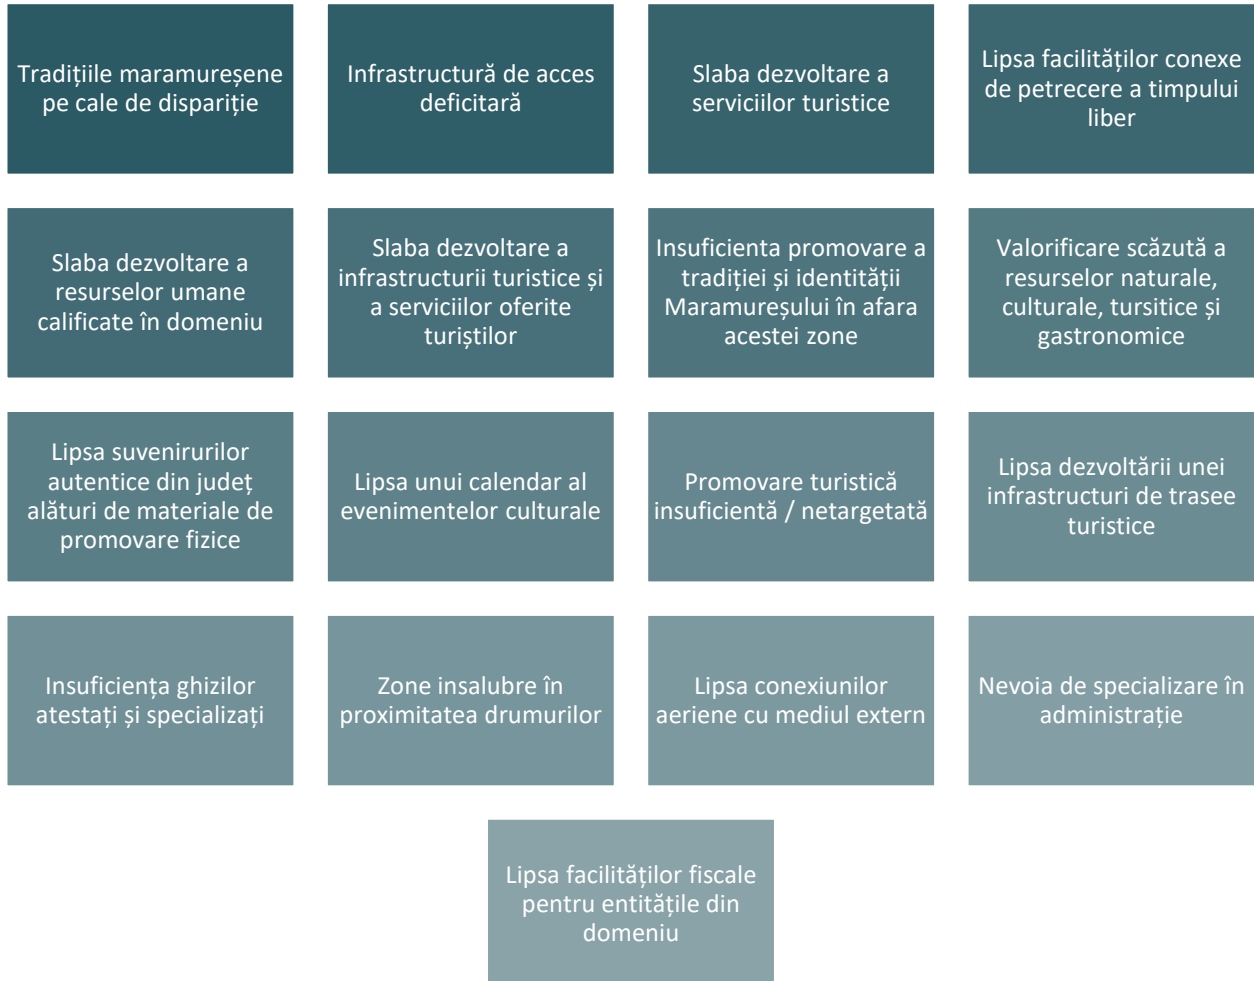 Tradițiile maramureșene
pe cale de dispariție
Infrastructură de acces
deficitară
Slaba dezvoltare a
serviciilor turistice
Lipsa facilităților conexe
de petrecere a timpului
liber
Slaba dezvoltare a
resurselor umane
calificate în domeniu
Slaba dezvoltare a
infrastructurii turistice și
a serviciilor oferite
turiștilor
Insuficienta promovare a
tradiției și identității
Maramureșului în afara
acestei zone
Valorificare scăzută a
resurselor naturale,
culturale, tursitice și
gastronomice
Lipsa suvenirurilor
autentice din județ
alături de materiale de
promovare fizice
Lipsa unui calendar al
evenimentelor culturale
Promovare turistică
insuficientă / netargetată
Lipsa dezvoltării unei
infrastructuri de trasee
turistice
Insuficiența ghizilor
atestați și specializați
Zone insalubre în
proximitatea drumurilor
Lipsa conexiunilor
aeriene cu mediul extern
Nevoia de specializare în
administrație
Lipsa facilităților fiscale
pentru entitățile din
domeniu